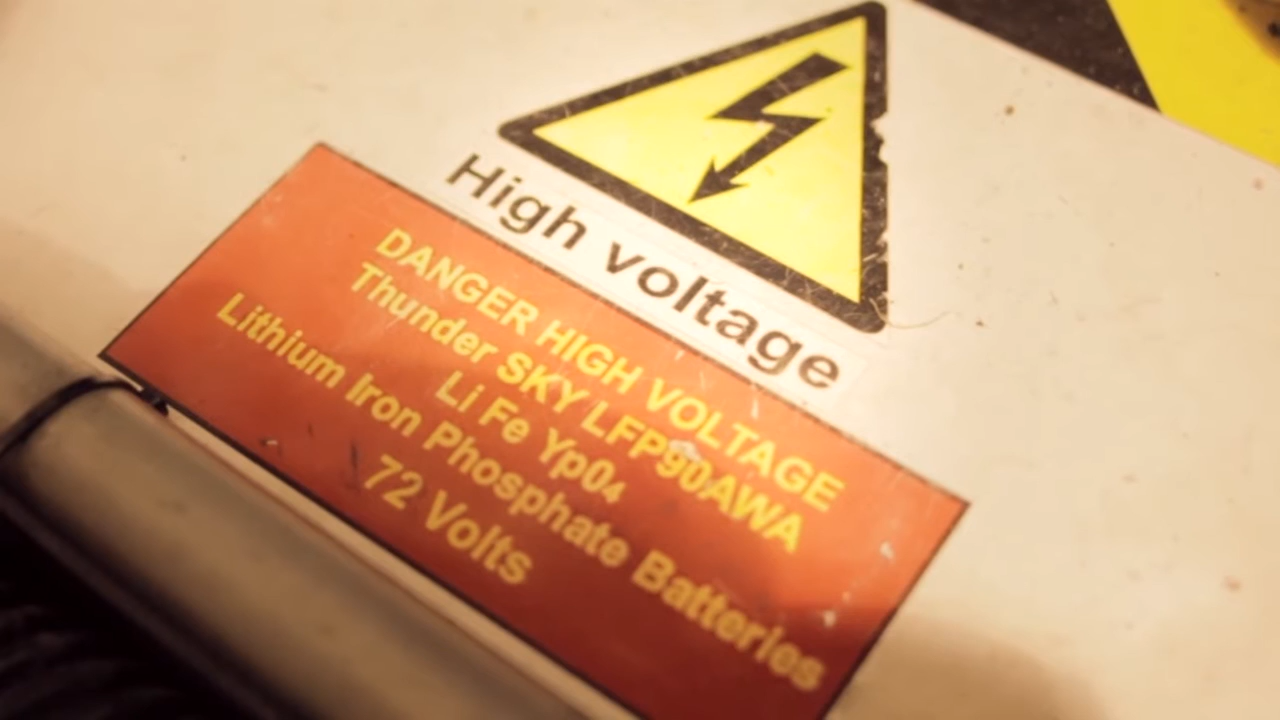 High voltage
DANGER HIGH VOLTAGE
Thunder SKY LFP90AWA
Li Fe Yp04
Lithium Iron Phosphate Batteries
72 Volts